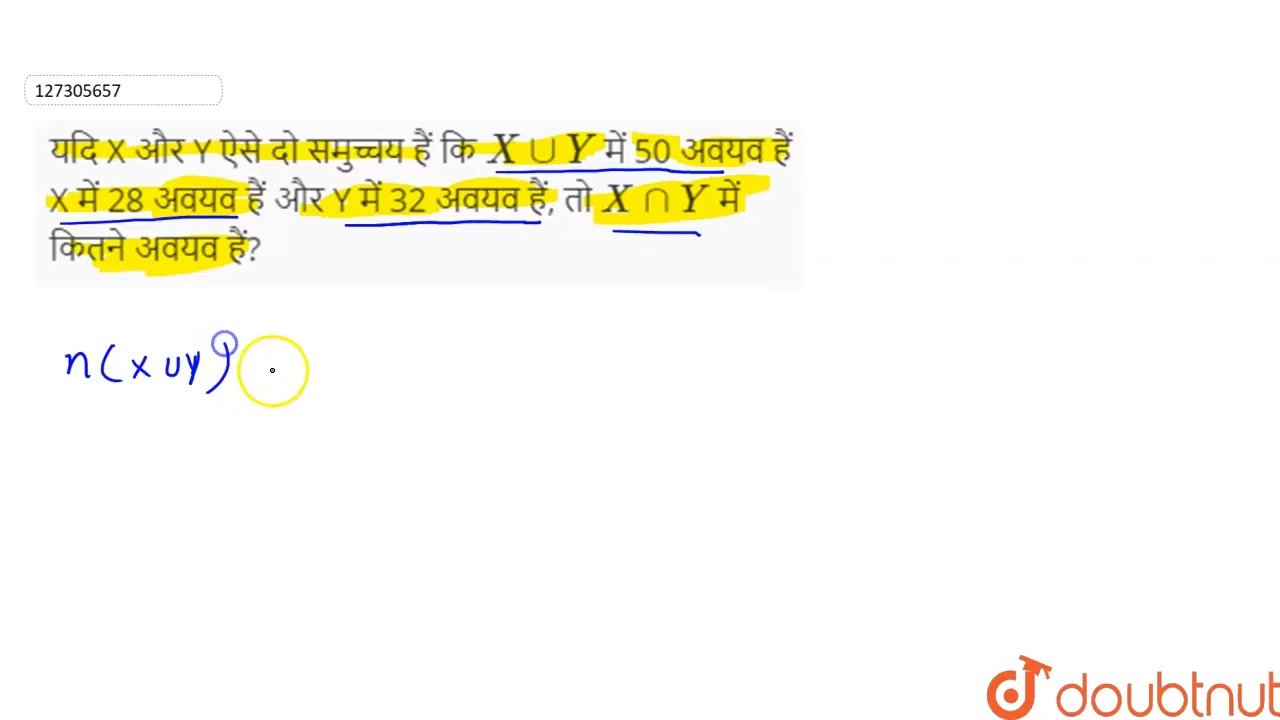 127305657
यदि X और Y ऐसे दो समुच्चय हैं कि X ∪ Y में 50 अवयव हैं
X में 28 अवयव हैं और Y में 32 अवयव हैं, तो X ∩ Y में
कितने अवयव हैं?
n(X∪Y)
doubtnut